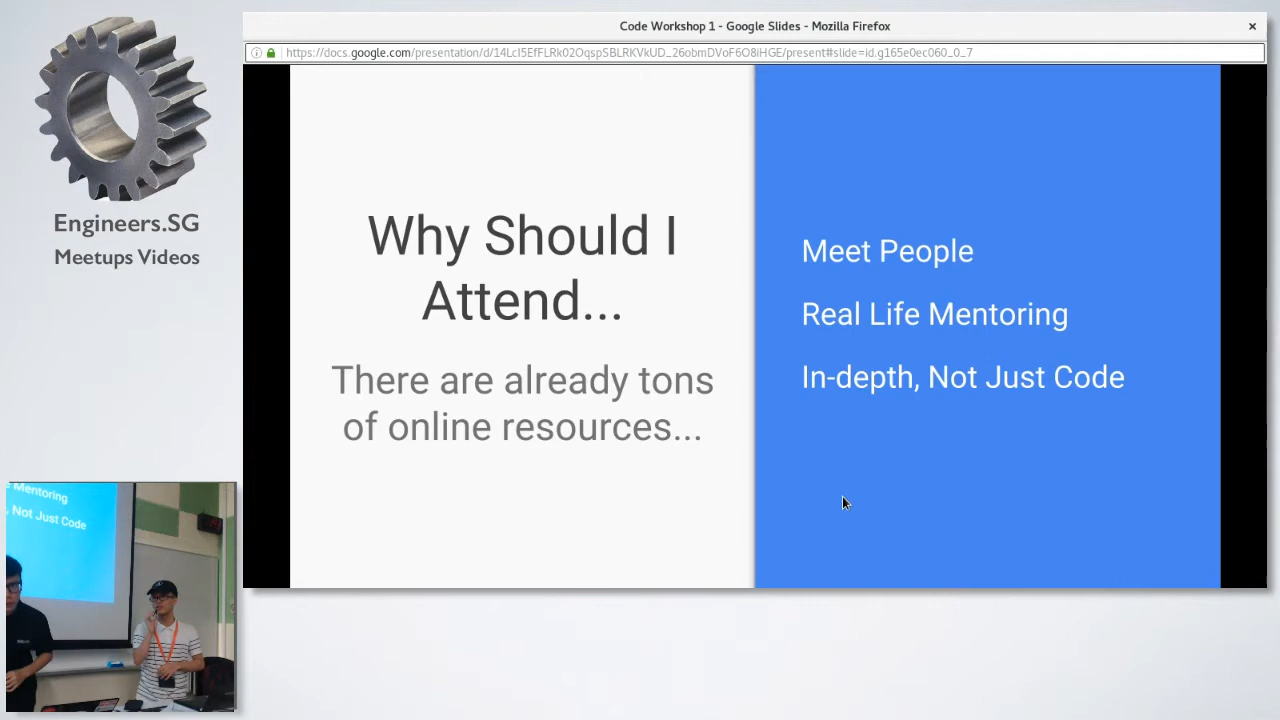 Code Workshop 1 - Google Slides - Mozilla Firefox
×
https://docs.google.com/presentation/d/14LcI5EfFLRk02OqspSBLRKVkUD_26obmDVoF6O8iHGE/present#slide=id.g165e0ec060_0_7
Engineers.SG
Meetups Videos
Why Should I
Attend...
There are already tons
of online resources...
Meet People
Real Life Mentoring
In-depth, Not Just Code
e Mentoring
, Not Just Code